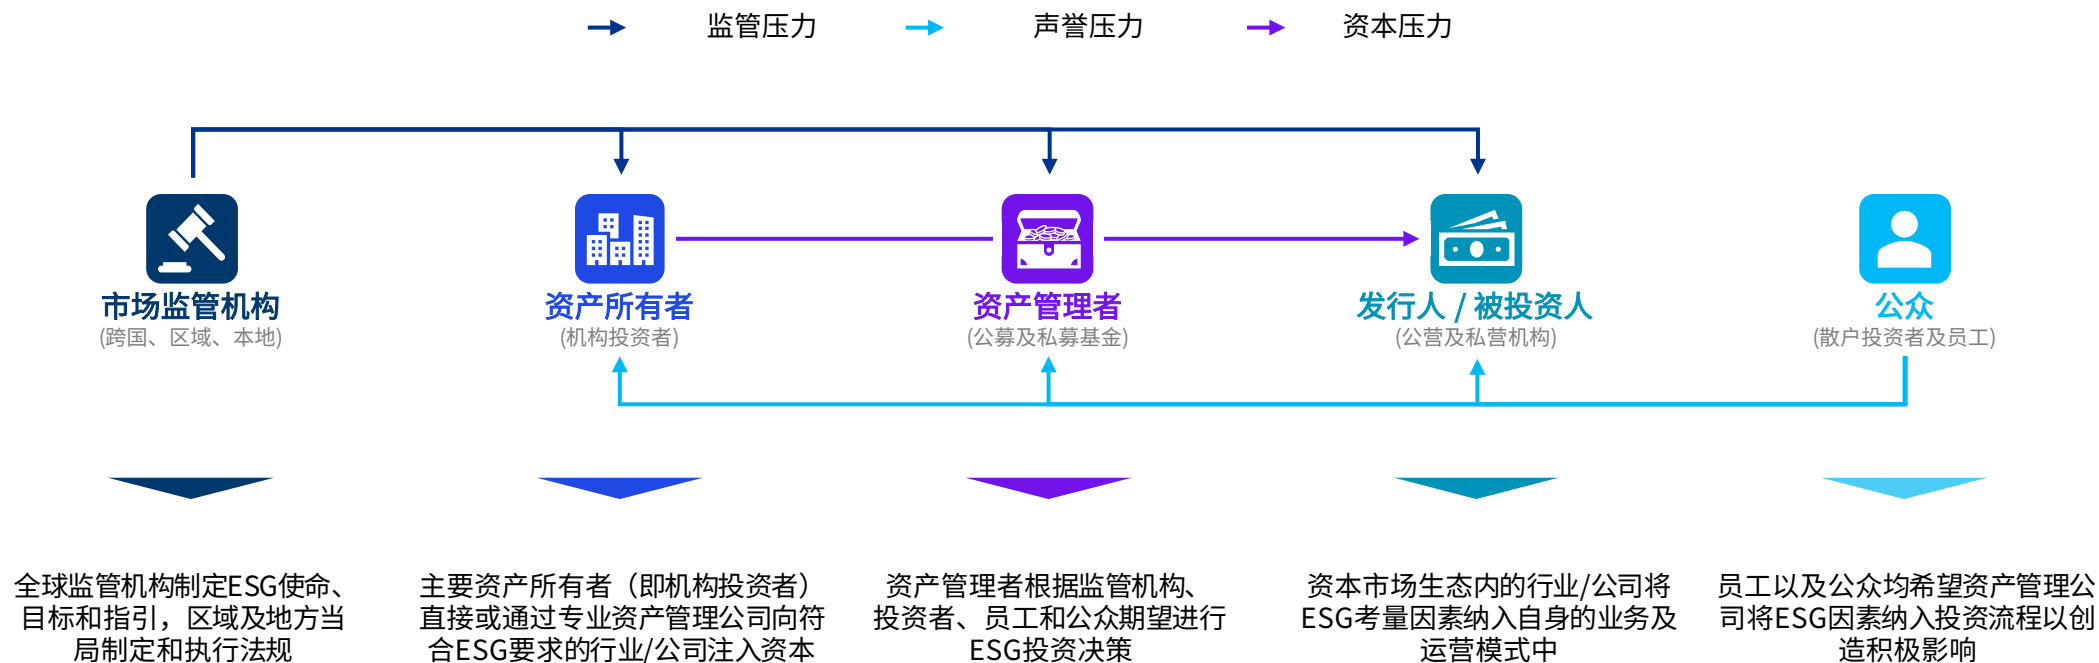 监管压力
声誉压力
资本压力
市场监管机构
(跨国、区域、本地)
资产所有者
(机构投资者)
资产管理者
(公募及私募基金)
发行人 / 被投资人
(公营及私营机构)
公众
(散户投资者及员工)
全球监管机构制定ESG使命、
目标和指引，区域及地方当
局制定和执行法规
主要资产所有者（即机构投资者）
直接或通过专业资产管理公司向符
合ESG要求的行业/公司注入资本
资产管理者根据监管机构、
投资者、员工和公众期望进行
ESG投资决策
资本市场生态内的行业/公司将
ESG考量因素纳入自身的业务及
运营模式中
员工以及公众均希望资产管理公
司将ESG因素纳入投资流程以创
造积极影响